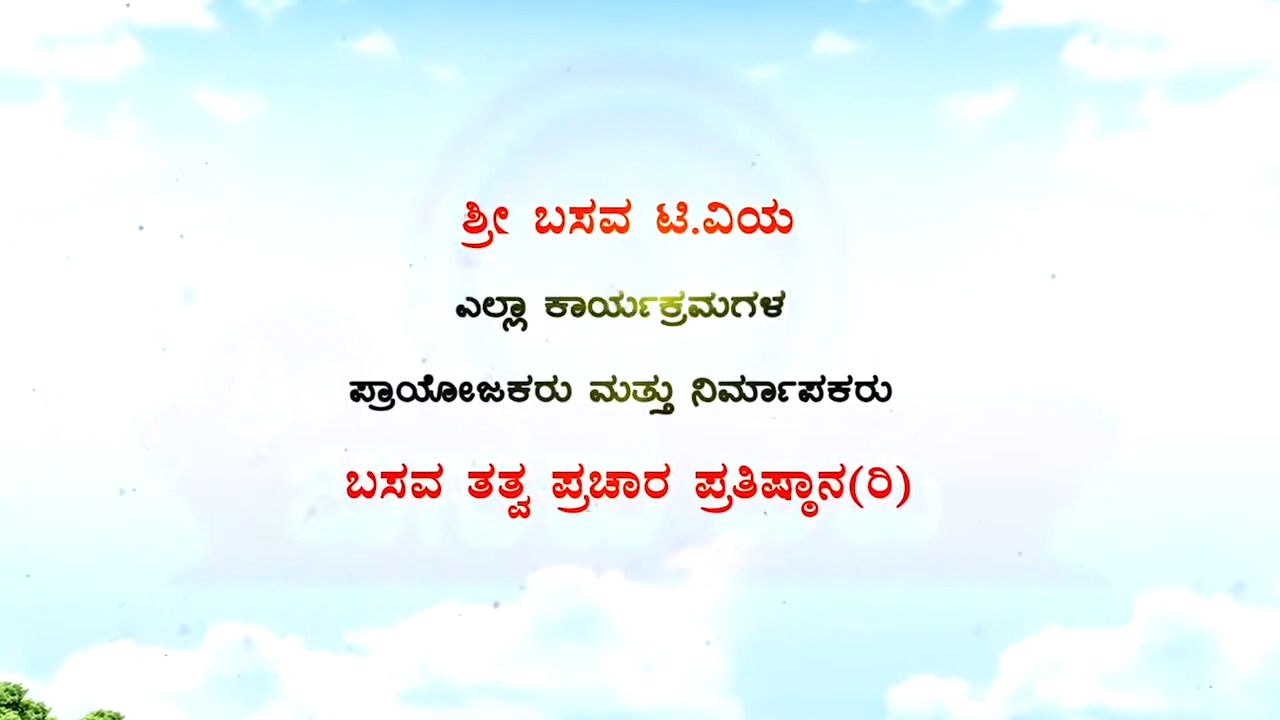 ಶ್ರೀ ಬಸವ ಟಿ.ವಿಯ
ಎಲ್ಲಾ ಕಾರ್ಯಕ್ರಮಗಳ
ಪ್ರಾಯೋಜಕರು ಮತ್ತು ನಿರ್ಮಾಪಕರು
ಬಸವ ತತ್ವ ಪ್ರಚಾರ ಪ್ರತಿಷ್ಠಾನ(ರಿ)